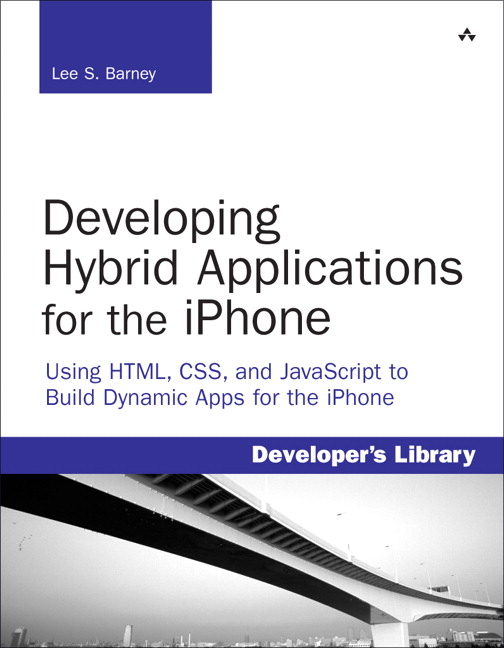 Lee S. Barney
Developing
Hybrid Applications
for the iPhone
Using HTML, CSS, and JavaScript to
Build Dynamic Apps for the iPhone
Developer's Library